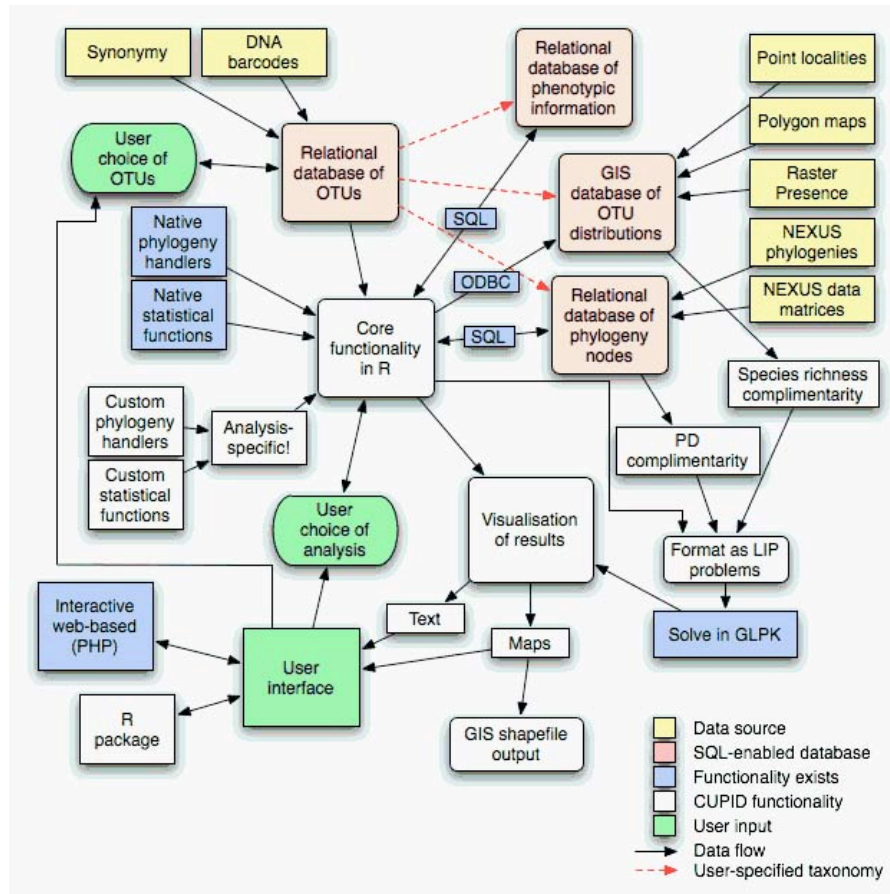 Synonymy
DNA
barcodes
Relational
database of
phenotypic
information
Point localities
User
choice of
OTUs
Relational
database of
OTUs
Polygon maps
GIS
database of
OTU
distributions
Raster
Presence
Native
phylogeny
handlers
SQL
NEXUS
phylogenies
Native
statistical
functions
ODBC
NEXUS data
matrices
Core
functionality
in R
SQL
Relational
database of
phylogeny
nodes
Species richness
complimentarity
Custom
phylogeny
handlers
Analysis-
specific!
PD
complimentarity
Custom
statistical
functions
User
choice of
analysis
Visualisation
of results
Format as LIP
problems
Interactive
web-based
(PHP)
Text
Solve in GLPK
User
interface
Maps
R
package
GIS shapefile
output
Data source
SQL-enabled database
Functionality exists
CUPID functionality
User input
Data flow
User-specified taxonomy